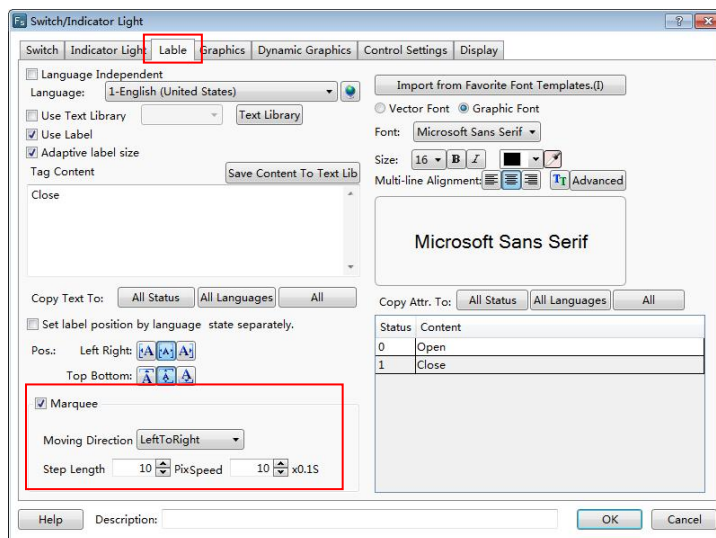 Fs Switch/Indicator Light
Switch Indicator Light Lable Graphics Dynamic Graphics Control Settings Display
Language Independent
Language: 1-English (United States)
Use Text Library Text Library
Use Label
Adaptive label size
Tag Content Save Content To Text Lib
Close
Copy Text To: All Status All Languages All
Set label position by language state separately.
Pos.: Left Right: A A A
Top Bottom: A A A
Marquee
Moving Direction LeftToRight
Step Length 10 Pix Speed 10 x0.1S
Import from Favorite Font Templates.(I)
Vector Font Graphic Font
Font: Microsoft Sans Serif
Size: 16 B I
Multi-line Alignment: TT Advanced
Microsoft Sans Serif
Copy Attr. To: All Status All Languages All
Status Content
0 Open
1 Close
Help Description: OK Cancel